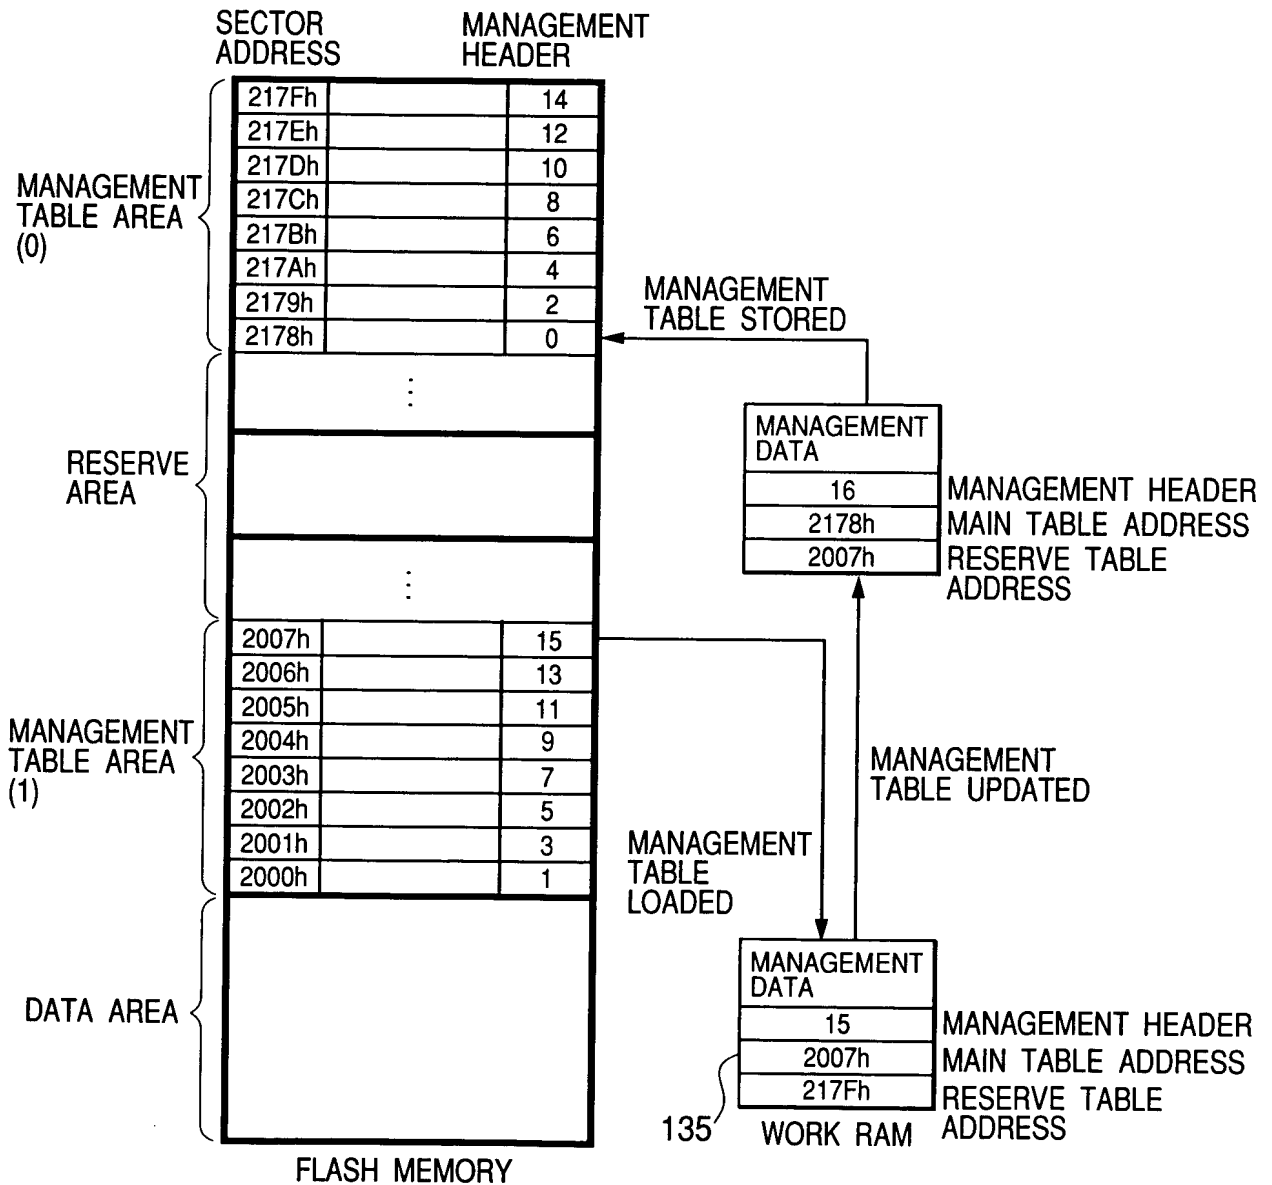 SECTOR ADDRESS
MANAGEMENT HEADER
217Fh 14
217Eh 12
217Dh 10
217Ch 8
217Bh 6
217Ah 4
2179h 2
2178h 0
MANAGEMENT
TABLE AREA
(0)
MANAGEMENT
TABLE STORED
⋮
RESERVE
AREA
⋮
MANAGEMENT
DATA
16 MANAGEMENT HEADER
2178h MAIN TABLE ADDRESS
2007h RESERVE TABLE
ADDRESS
2007h 15
2006h 13
2005h 11
2004h 9
2003h 7
2002h 5
2001h 3
2000h 1
MANAGEMENT
TABLE AREA
(1)
MANAGEMENT
TABLE UPDATED
MANAGEMENT
TABLE
LOADED
DATA AREA
MANAGEMENT
DATA
15 MANAGEMENT HEADER
2007h MAIN TABLE ADDRESS
217Fh RESERVE TABLE
ADDRESS
135
WORK RAM
FLASH MEMORY